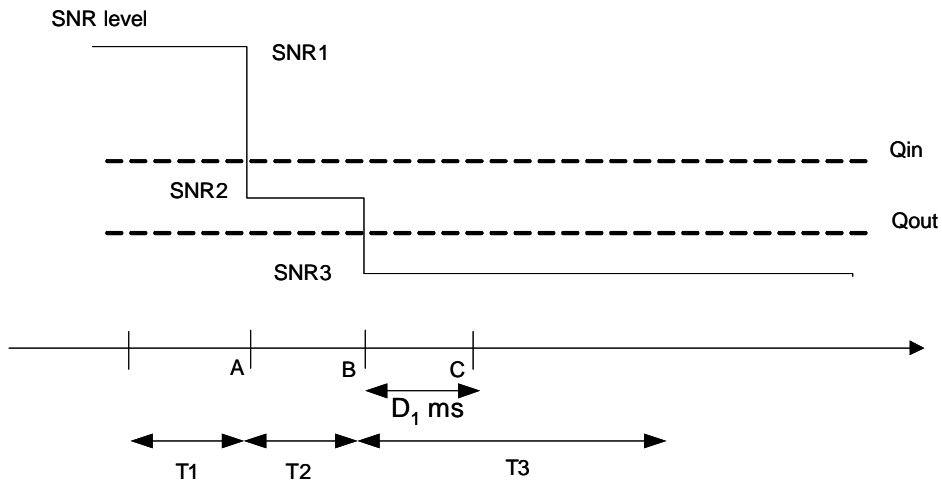 SNR level
SNR1
Qin
SNR2
Qout
SNR3
A
B
C
D₁ ms
T1
T2
T3